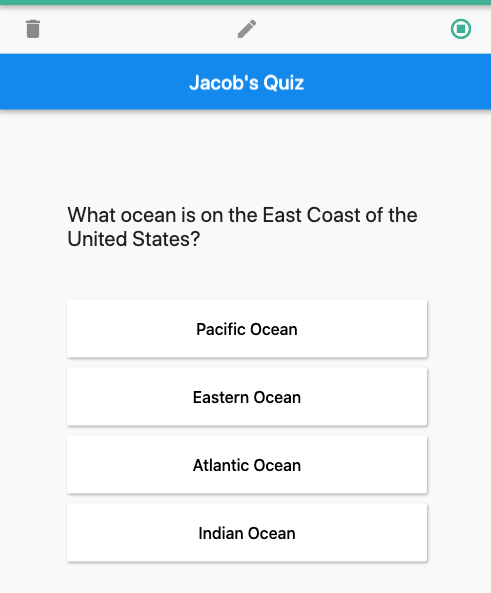 Jacob's Quiz
What ocean is on the East Coast of the
United States?
Pacific Ocean
Eastern Ocean
Atlantic Ocean
Indian Ocean